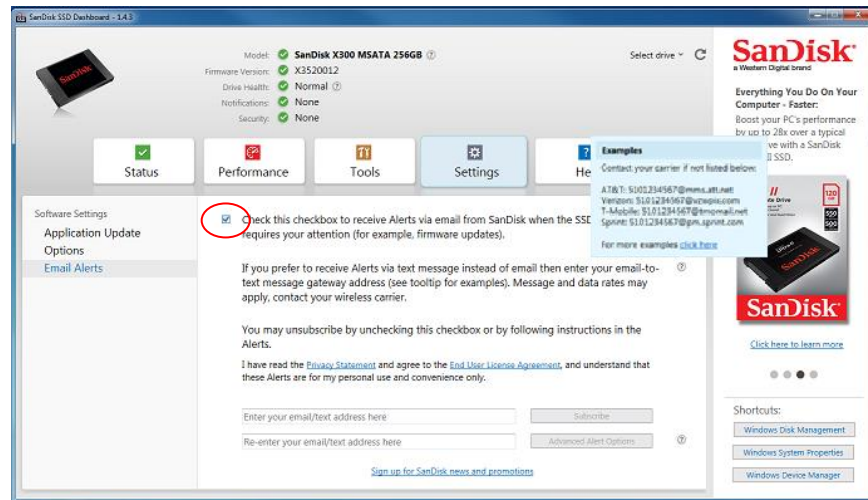 SanDisk SSD Dashboard - 1.4.3
SanDisk
Model: SanDisk X300 MSATA 256GB ?
Firmware Version: X3520012
Drive Health: Normal ?
Notifications: None
Security: None
Select drive
Status
Performance
Tools
Settings
?
He
Software Settings
Application Update
Options
Email Alerts
Check this checkbox to receive Alerts via email from SanDisk when the SSD
requires your attention (for example, firmware updates).
If you prefer to receive Alerts via text message instead of email then enter your email-to-
text message gateway address (see tooltip for examples). Message and data rates may
apply, contact your wireless carrier.
?
You may unsubscribe by unchecking this checkbox or by following instructions in the
Alerts.
I have read the Privacy Statement and agree to the End User License Agreement, and understand that
these Alerts are for my personal use and convenience only.
Enter your email/text address here
Subscribe
Re-enter your email/text address here
Advanced Alert Options
?
Sign up for SanDisk news and promotions
Examples
Contact your carrier if not listed below:
AT&T: 5101234567@mms.att.net
Verizon: 5101234567@vzwpix.com
T-Mobile: 5101234567@tmomail.net
Sprint: 5101234567@pm.sprint.com
For more examples click here
SanDisk
a Western Digital brand
Everything You Do On Your
Computer - Faster:
Boost your PC's performance
by up to 28x over a typical
ve with a SanDisk
SSD.
te Drive
120
SanDisk
SanDisk
Click here to learn more
Shortcuts:
Windows Disk Management
Windows System Properties
Windows Device Manager